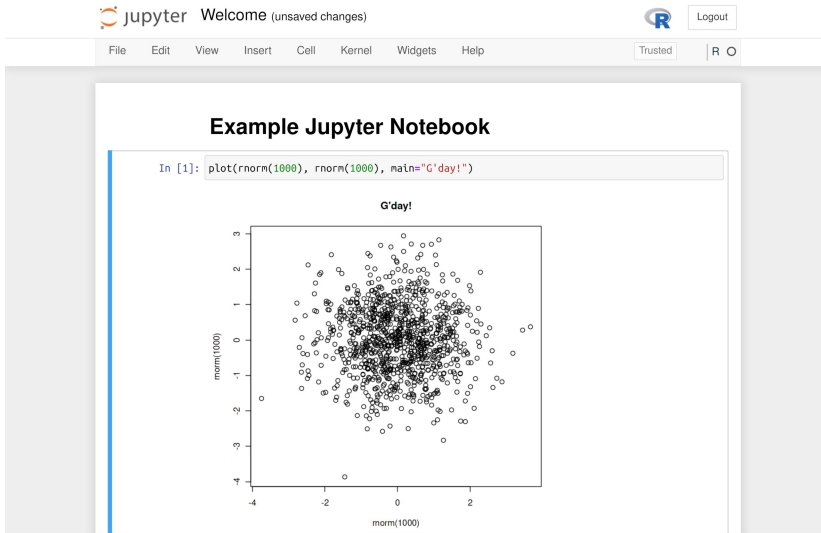 jupyter Welcome (unsaved changes) R Logout
File Edit View Insert Cell Kernel Widgets Help Trusted R
Example Jupyter Notebook
In [1]: plot(rnorm(1000), rnorm(1000), main="G'day!")
G'day!
3
2
1
0
-1
-2
-3
-4
rnorm(1000)
-4 -2 0 2
rnorm(1000)